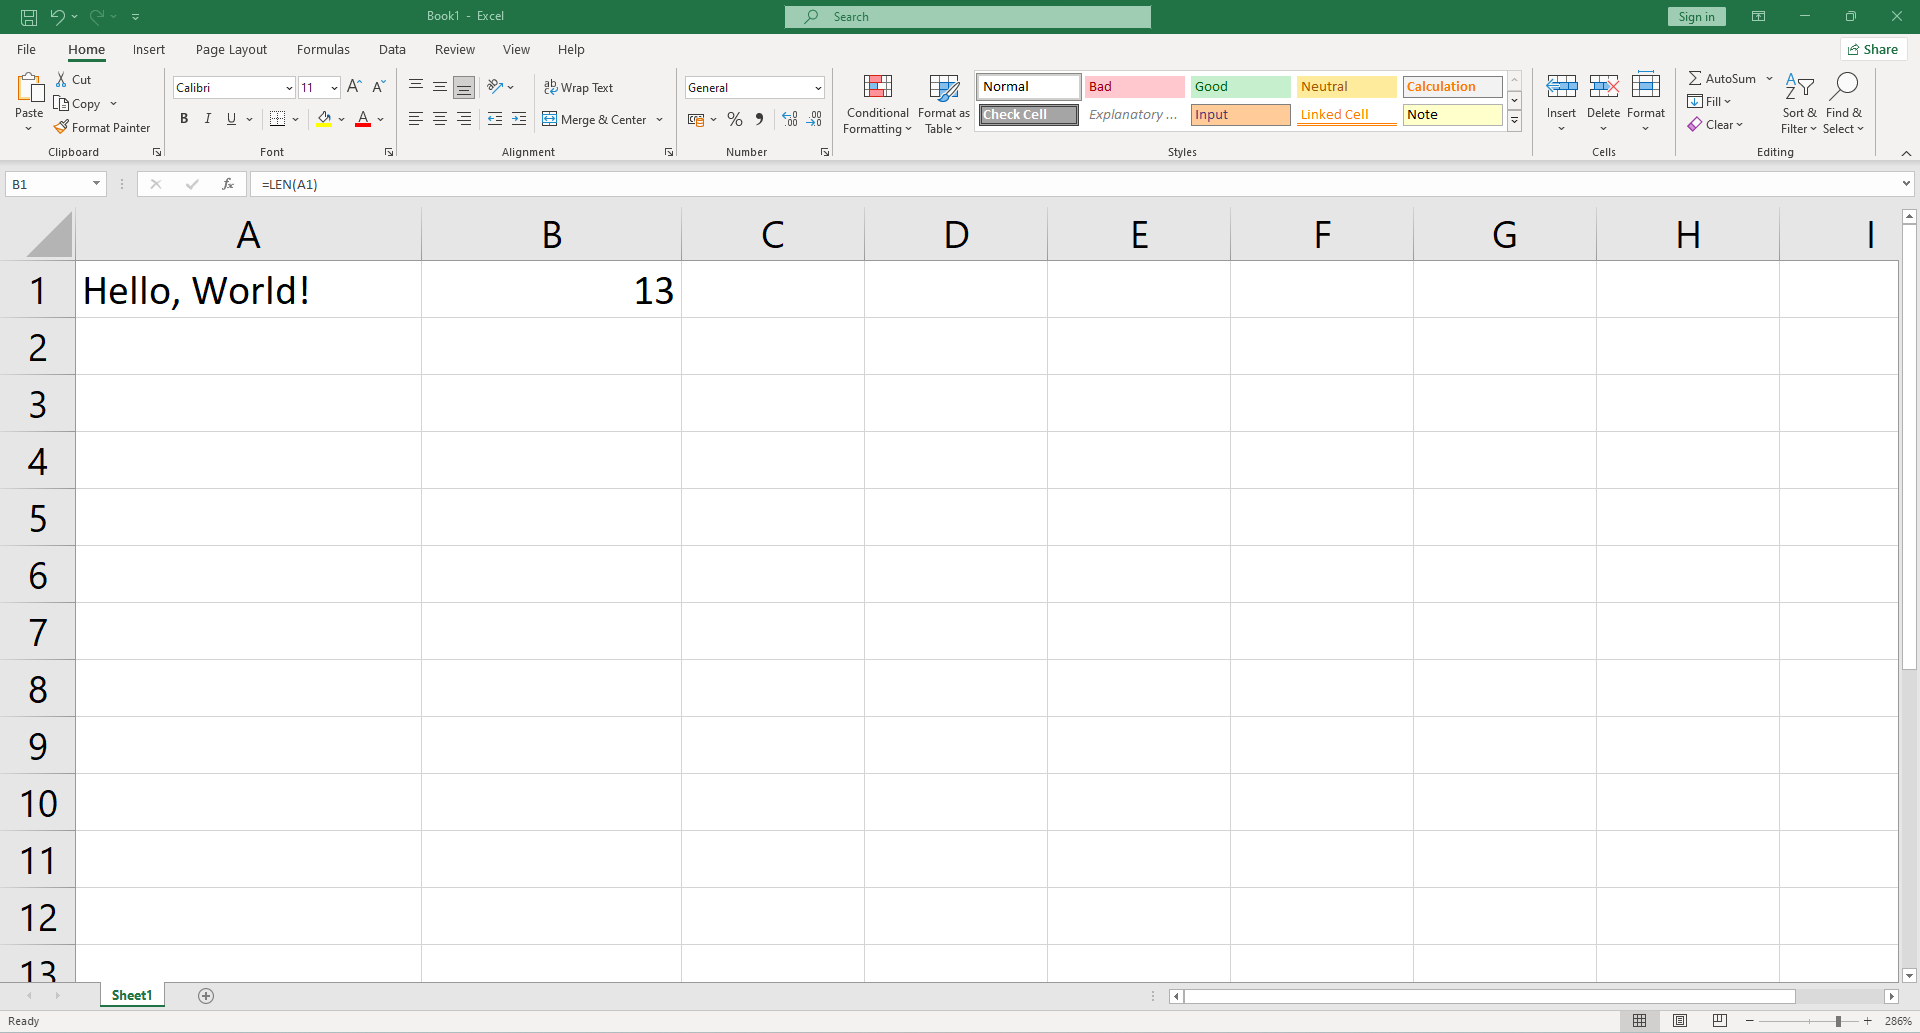 Book1 - Excel
Search
Sign in
File Home Insert Page Layout Formulas Data Review View Help
Share
Paste
Cut
Copy
Format Painter
Clipboard
Calibri 11
B I U
Font
Wrap Text
Merge & Center
Alignment
General
Number
Conditional Formatting
Format as Table
Normal Bad Good Neutral Calculation
Check Cell Explanatory ... Input Linked Cell Note
Styles
Insert Delete Format
Cells
AutoSum
Fill
Clear
Sort & Filter
Find & Select
Editing
B1 fx =LEN(A1)
A B C D E F G H I
1 Hello, World! 13
2
3
4
5
6
7
8
9
10
11
12
13
Sheet1
Ready
286%